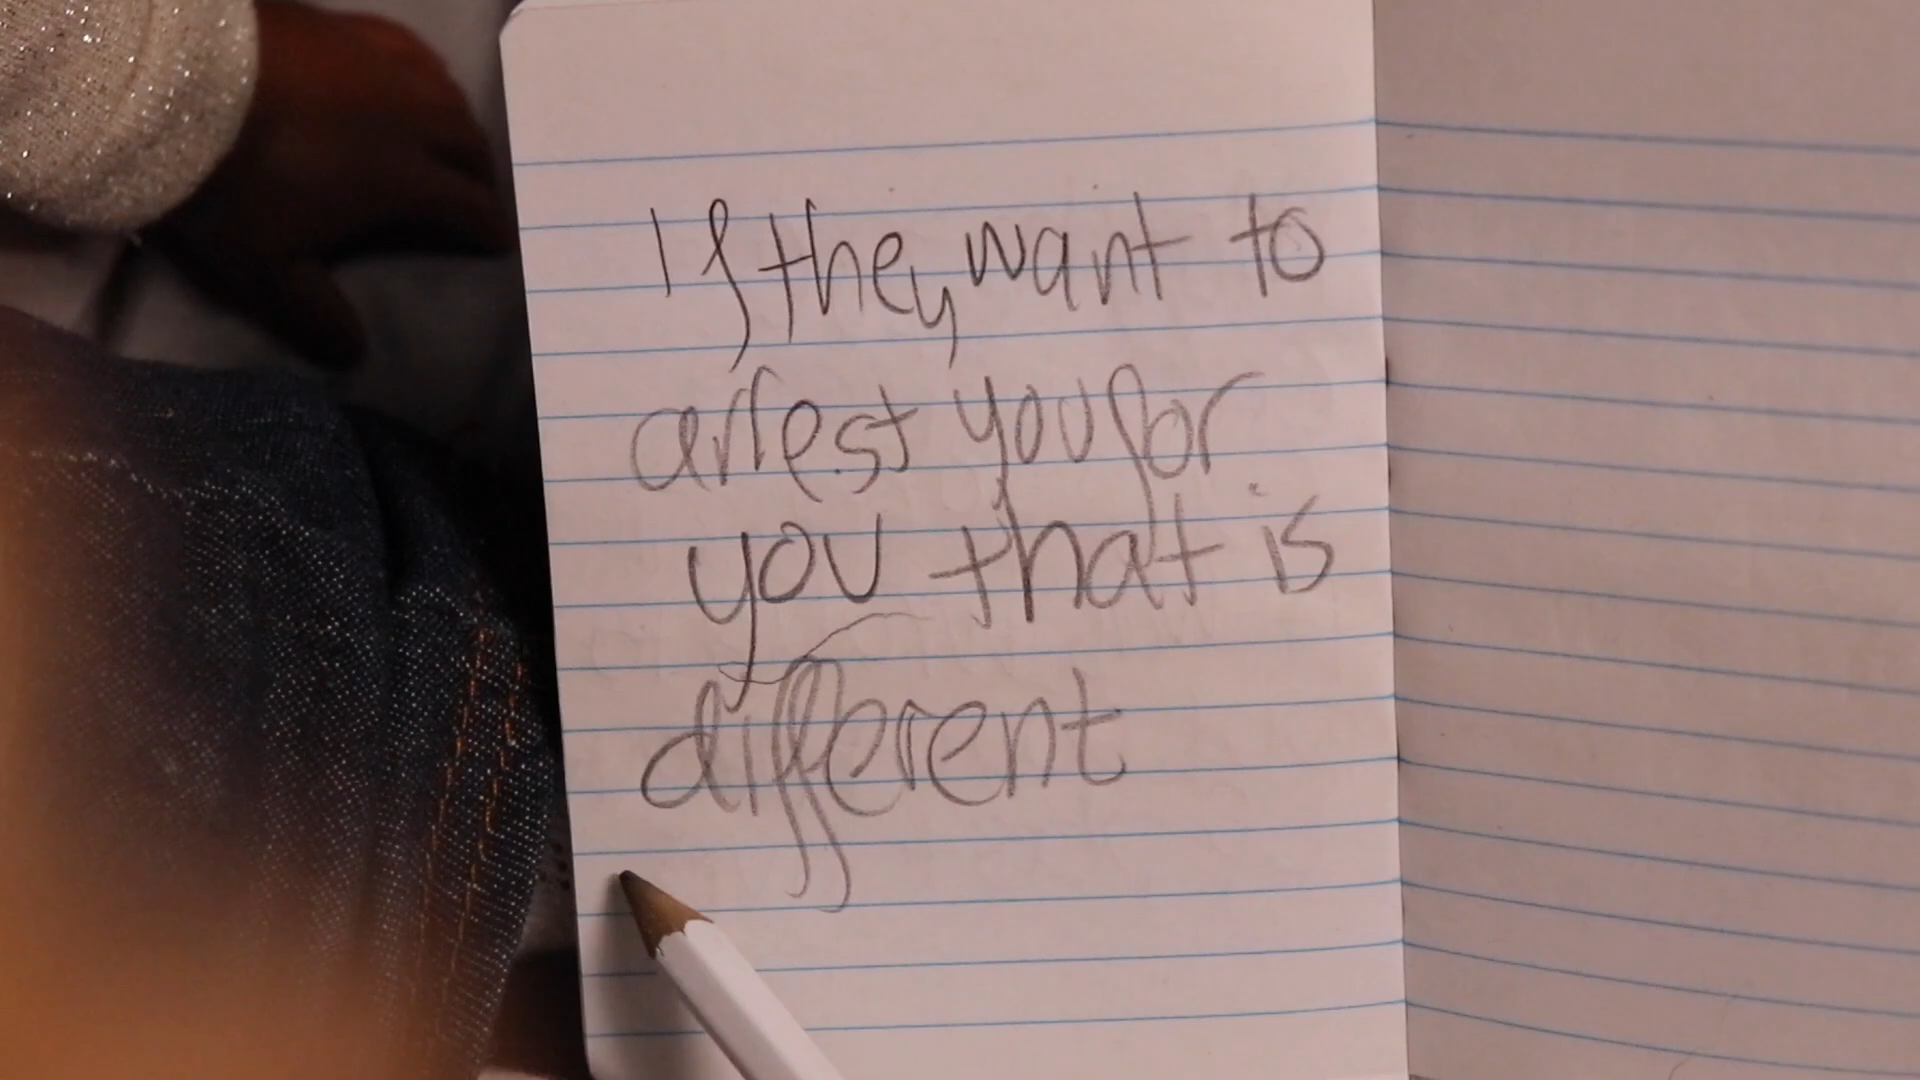 If they want to
arrest you for
you that is
different